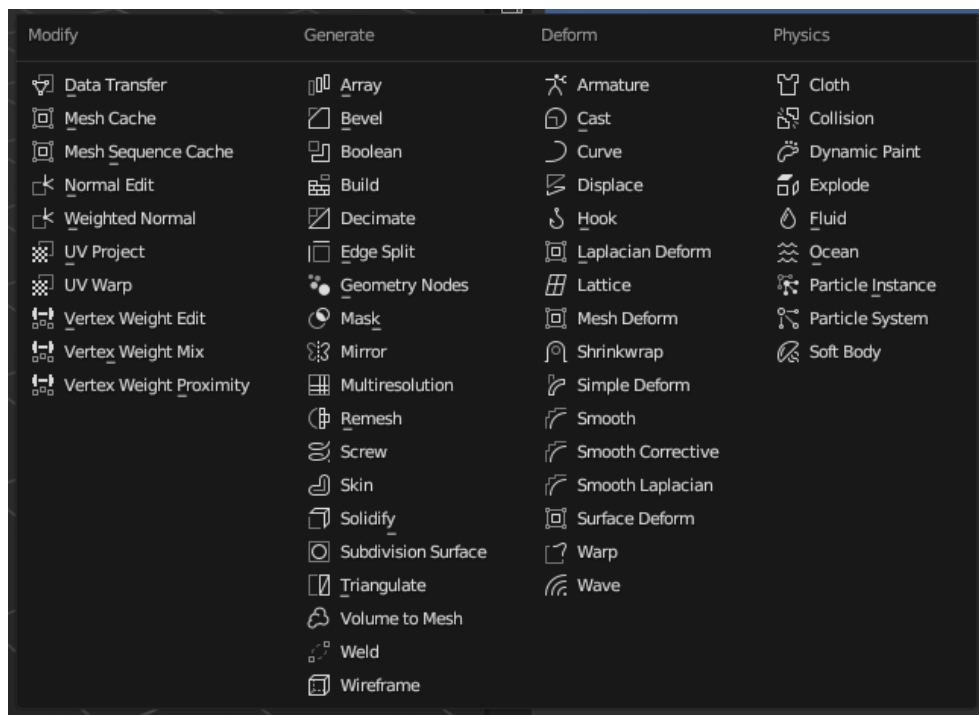 Modify
Data Transfer
Mesh Cache
Mesh Sequence Cache
Normal Edit
Weighted Normal
UV Project
UV Warp
Vertex Weight Edit
Vertex Weight Mix
Vertex Weight Proximity
Generate
Array
Bevel
Boolean
Build
Decimate
Edge Split
Geometry Nodes
Mask
Mirror
Multiresolution
Remesh
Screw
Skin
Solidify
Subdivision Surface
Triangulate
Volume to Mesh
Weld
Wireframe
Deform
Armature
Cast
Curve
Displace
Hook
Laplacian Deform
Lattice
Mesh Deform
Shrinkwrap
Simple Deform
Smooth
Smooth Corrective
Smooth Laplacian
Surface Deform
Warp
Wave
Physics
Cloth
Collision
Dynamic Paint
Explode
Fluid
Ocean
Particle Instance
Particle System
Soft Body